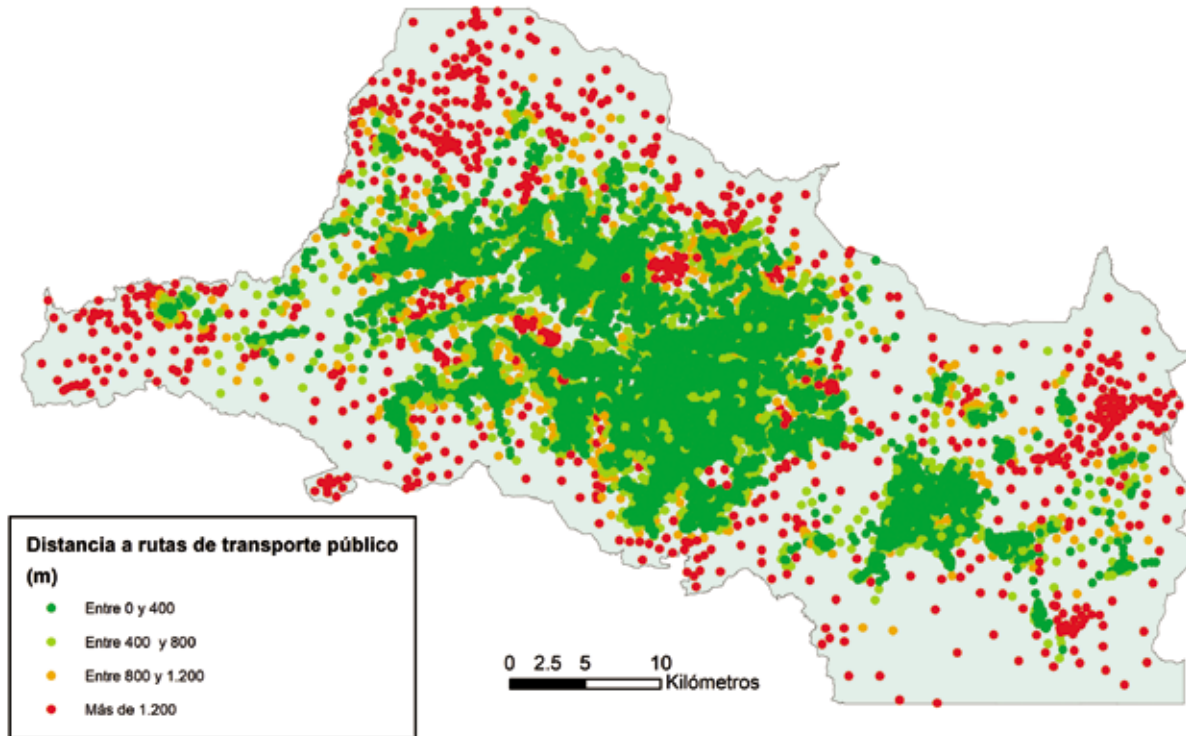 Distancia a rutas de transporte público
(m)
Entre 0 y 400
Entre 400 y 800
Entre 800 y 1.200
Más de 1.200
0 2.5 5 10
Kilómetros